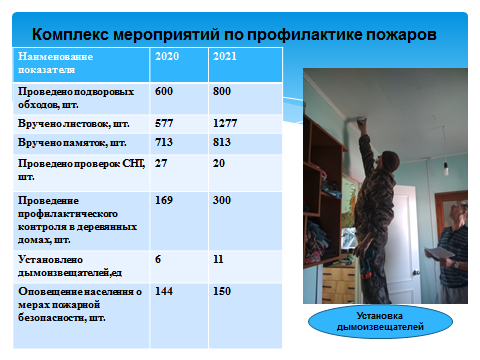 Комплекс мероприятий по профилактике пожаров
Наименование
показателя
2020
2021
Проведено подворовых
обходов, шт.
600
800
Вручено листовок, шт.
577
1277
Вручено памяток, шт.
713
813
Проведено проверок СНТ,
шт.
27
20
Проведение
профилактического
контроля в деревянных
домах, шт.
169
300
Установлено
дымоизвещателей,ед
6
11
Оповещение населения о
мерах пожарной
безопасности, шт.
144
150
Установка
дымоизвещателей